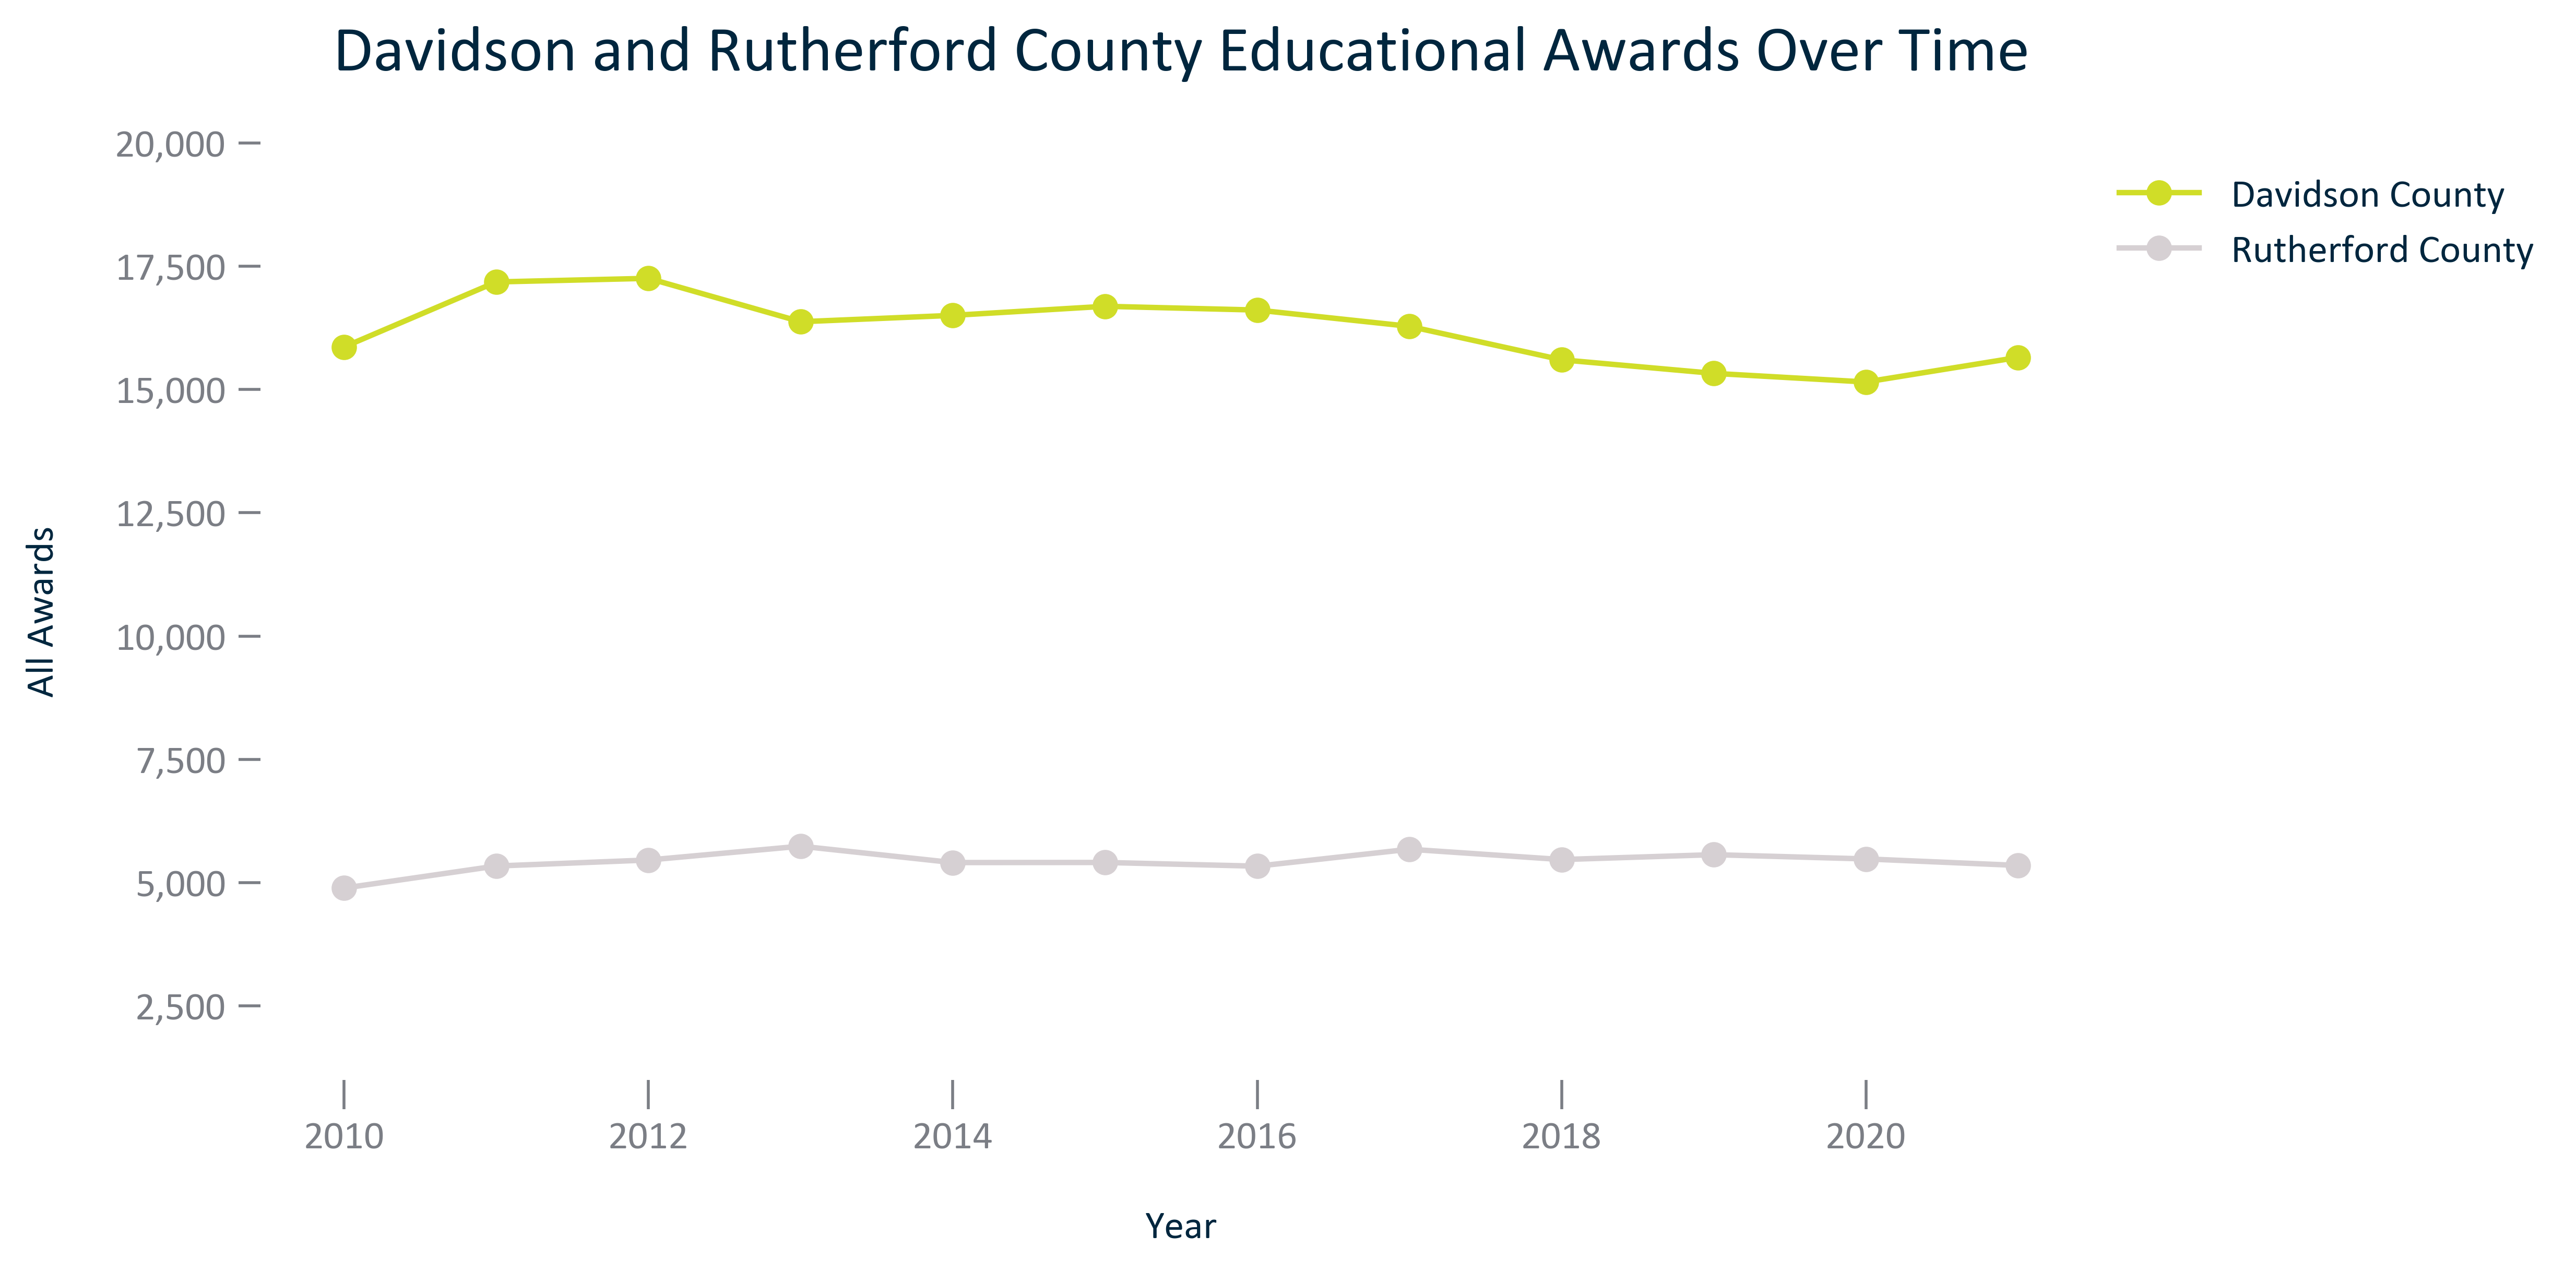 Davidson and Rutherford County Educational Awards Over Time
20,000
17,500
15,000
12,500
10,000
7,500
5,000
2,500
All Awards
Davidson County
Rutherford County
2010 2012 2014 2016 2018 2020
Year